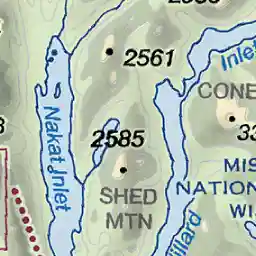 2561
Inlet
CONE
2585
Nakat Inlet
SHED
MTN
MIS
NATION
WI
illard